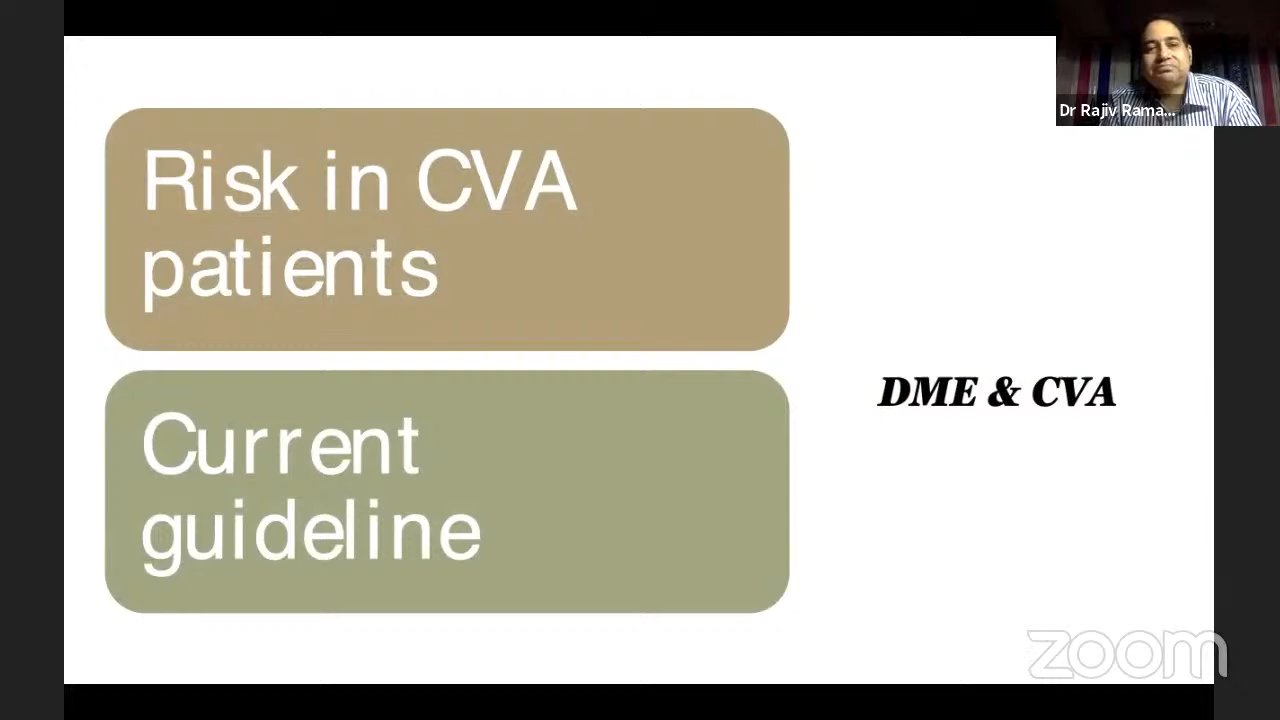 Dr Rajiv Rama...
Risk in CVA
patients
Current
guideline
DME & CVA
zoom